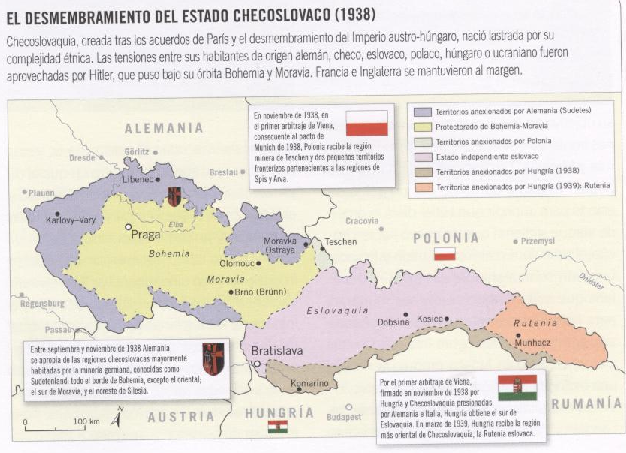 EL DESMEMBRAMIENTO DEL ESTADO CHECOSLOVACO (1938)
Checoslovaquia, creada tras los acuerdos de París y el desmembramiento del Imperio austro-húngaro, nació lastrada por su
complejidad étnica. Las tensiones entre sus habitantes de origen alemán, checo, eslovaco, polaco, húngaro o ucraniano fueron
aprovechadas por Hitler, que puso bajo su órbita Bohemia y Moravia. Francia e Inglaterra se mantuvieron al margen.
En noviembre de 1938, en
el primer arbitraje de Viena,
consecuente al pacto de
Munich de 1938, Polonia recibe la región
minera de Teschen y dos pequeños territorios
fronterizos pertenecientes a las regiones de
Spis y Arva.
Territorios anexionados por Alemania (Sudetes)
Protectorado de Bohemia-Moravia
Territorios anexionados por Polonia
Estado independiente eslovaco
Territorios anexionados por Hungría (1938)
Territorios anexionados por Hungría (1939): Rutenia
ALEMANIA
Görlitz
Dresde
Breslau
Libenec
Plauen
Karlovy-Vary
Elba
Praga
Bohemia
Cracovia
Moravka
Ostrava
Teschen
POLONIA
Przemysl
Olomouc
Moravia
Brno (Brünn)
Dniéster
Regensburg
Eslovaquia
Passau
Dobsina
Kosice
Rutenia
Munhacz
Entre septiembre y noviembre de 1938 Alemania
se apropia de las regiones checoslovacas mayormente
habitadas por la minoría germana, conocidas como
Sudetenland: todo el borde de Bohemia, excepto el oriental;
el sur de Moravia, y el noreste de Silesia.
Bratislava
Komarino
Por el primer arbitraje de Viena,
firmado en noviembre de 1938 por
Hungría y Checoslovaquia presionadas
por Alemania e Italia, Hungría obtiene el sur de
Eslovaquia. En marzo de 1939, Hungría recibe la región
más oriental de Checoslovaquia, la Rutenia eslovaca.
RUMANÍA
0 100 km
AUSTRIA
HUNGRÍA
Budapest